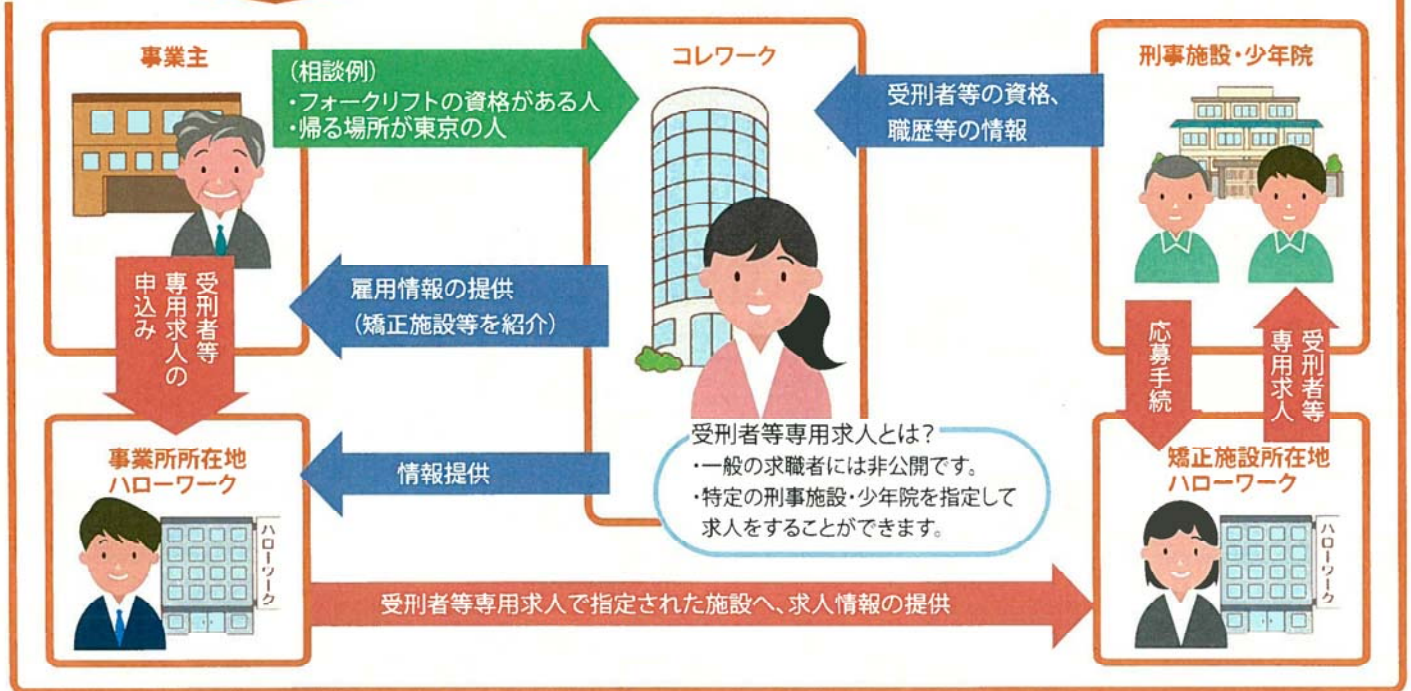 事業主
(相談例)
・フォークリフトの資格がある人
・帰る場所が東京の人
コレワーク
受刑者等の資格、
職歴等の情報
刑事施設・少年院
雇用情報の提供
(矯正施設等を紹介)
受刑者等
専用求人の
申込み
応募手続
受刑者等
専用求人
事業所所在地
ハローワーク
ハローワーク
情報提供
受刑者等専用求人とは?
・一般の求職者には非公開です。
・特定の刑事施設・少年院を指定して
求人をすることができます。
矯正施設所在地
ハローワーク
ハローワーク
受刑者等専用求人で指定された施設へ、求人情報の提供